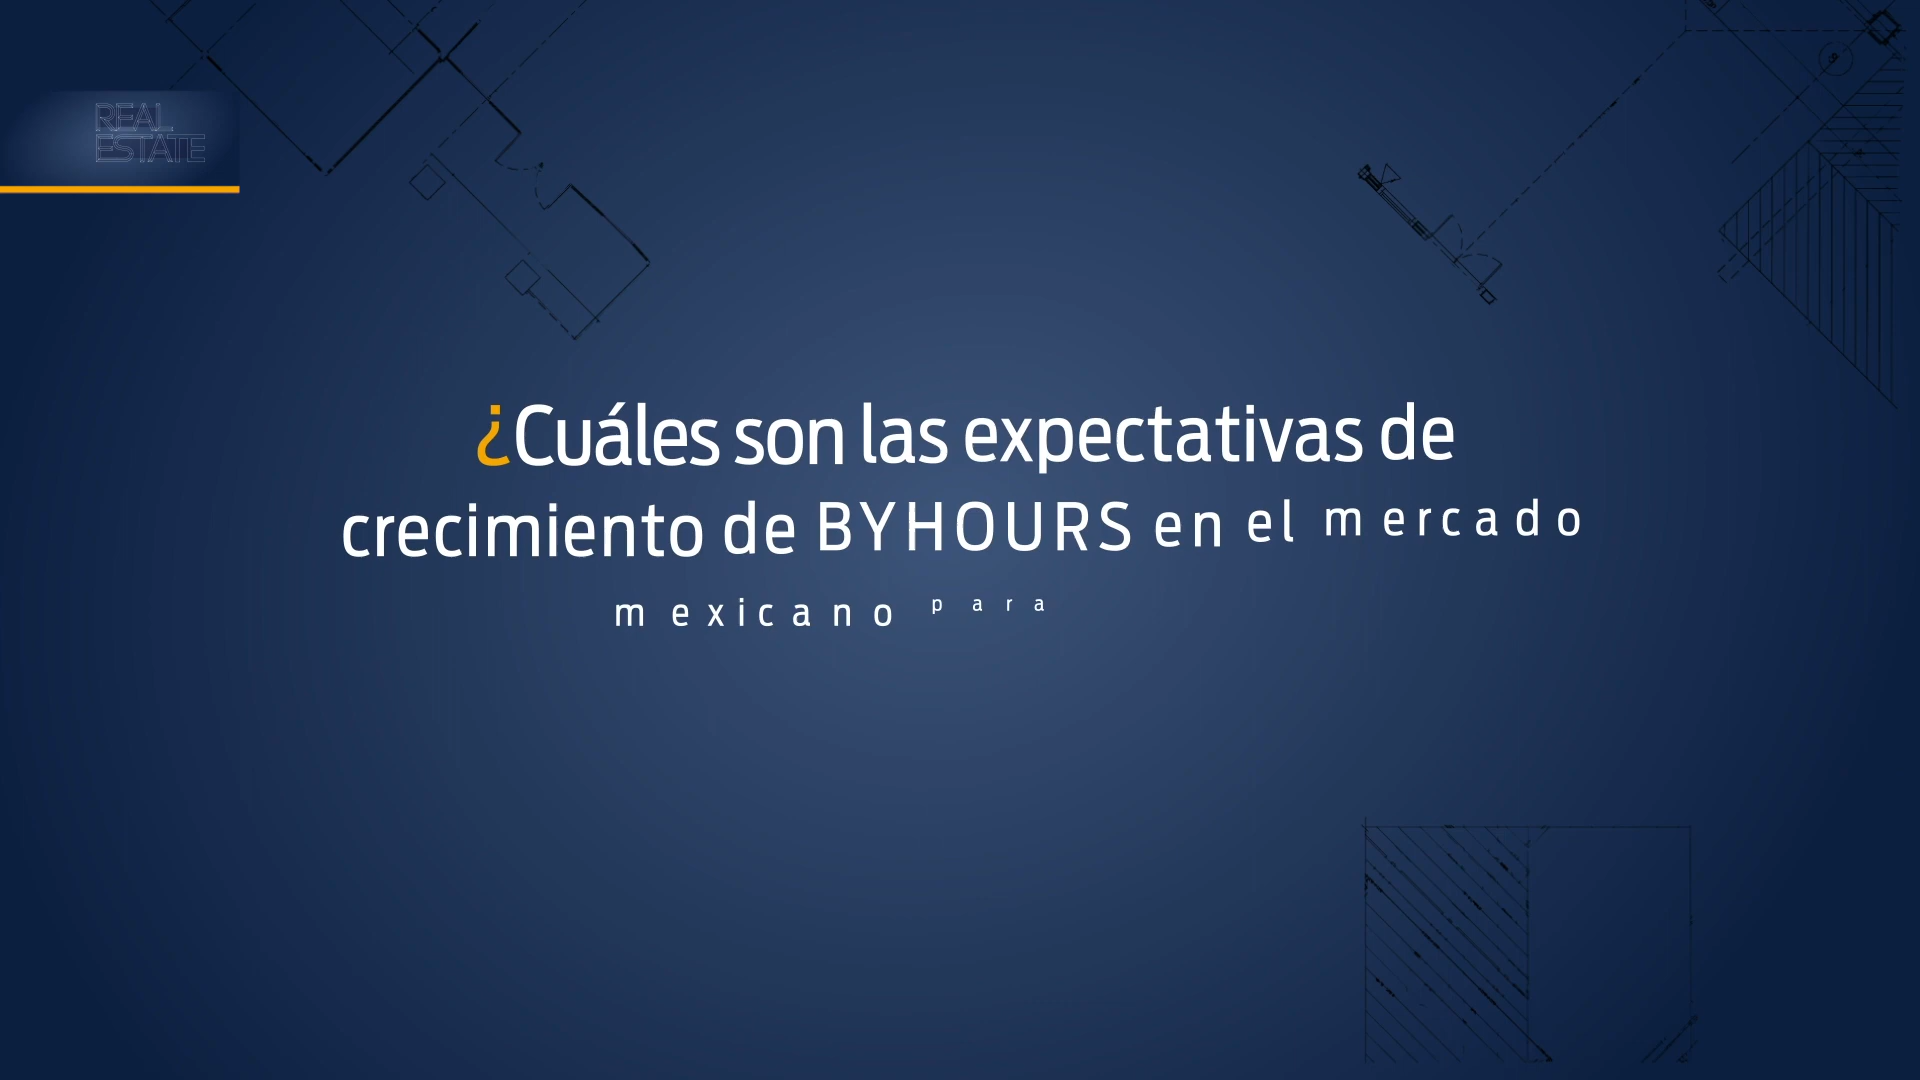 REAL
ESTATE
¿Cuáles son las expectativas de
crecimiento de BYHOURS en el mercado
mexicano para